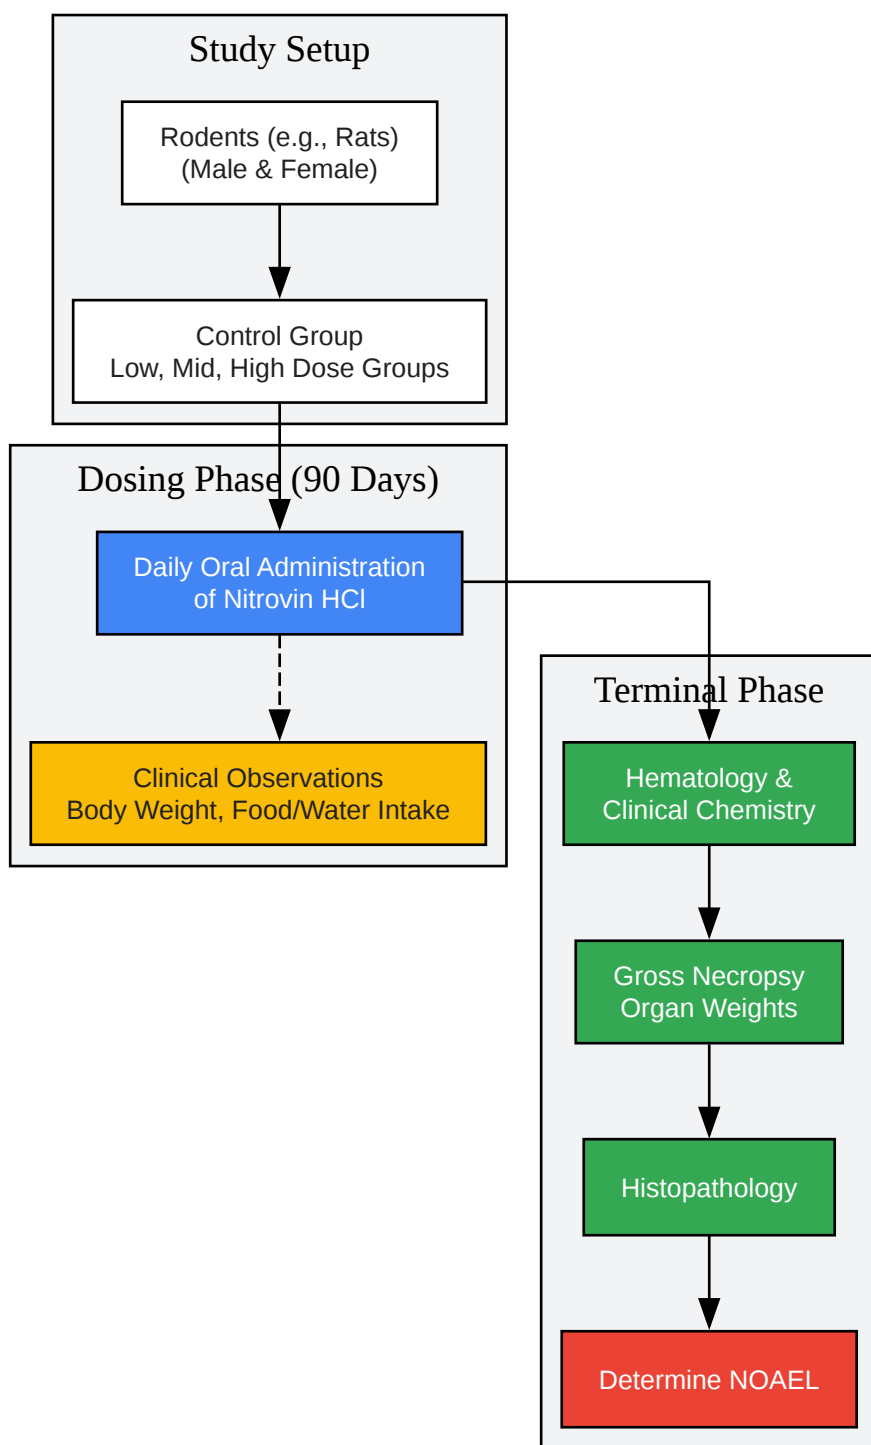 Study Setup
Rodents (e.g., Rats)
(Male & Female)
Control Group
Low, Mid, High Dose Groups
Dosing Phase (90 Days)
Daily Oral Administration
of Nitrovin HCl
Clinical Observations
Body Weight, Food/Water Intake
Terminal Phase
Hematology &
Clinical Chemistry
Gross Necropsy
Organ Weights
Histopathology
Determine NOAEL